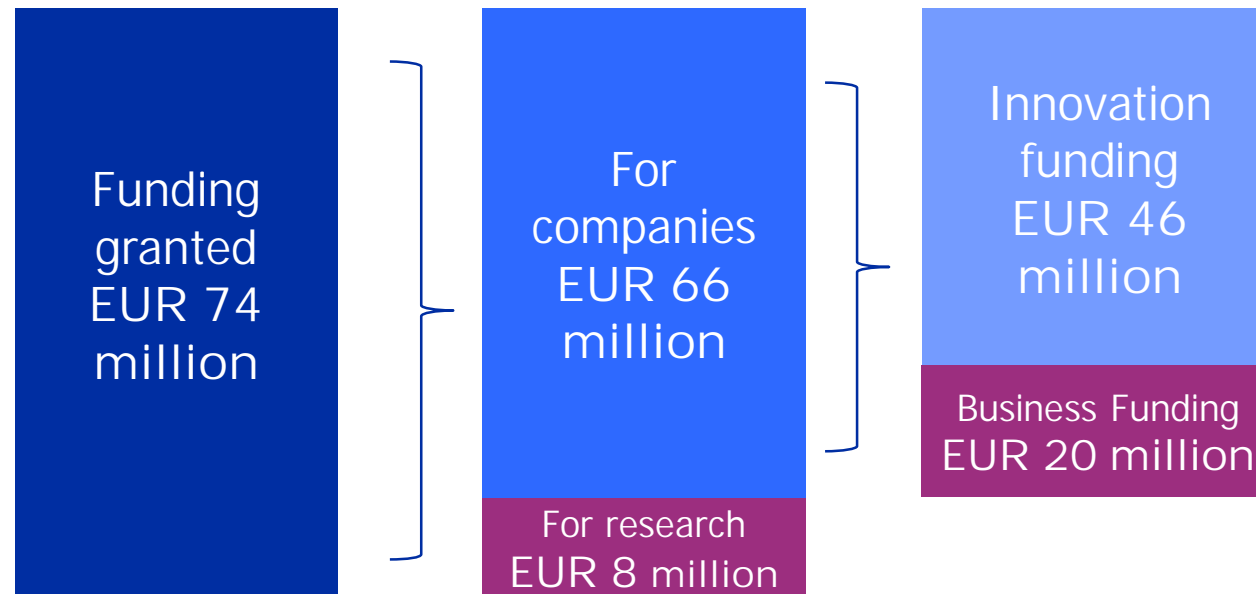 Funding
granted
EUR 74
million
For
companies
EUR 66
million
For research
EUR 8 million
Innovation
funding
EUR 46
million
Business Funding
EUR 20 million